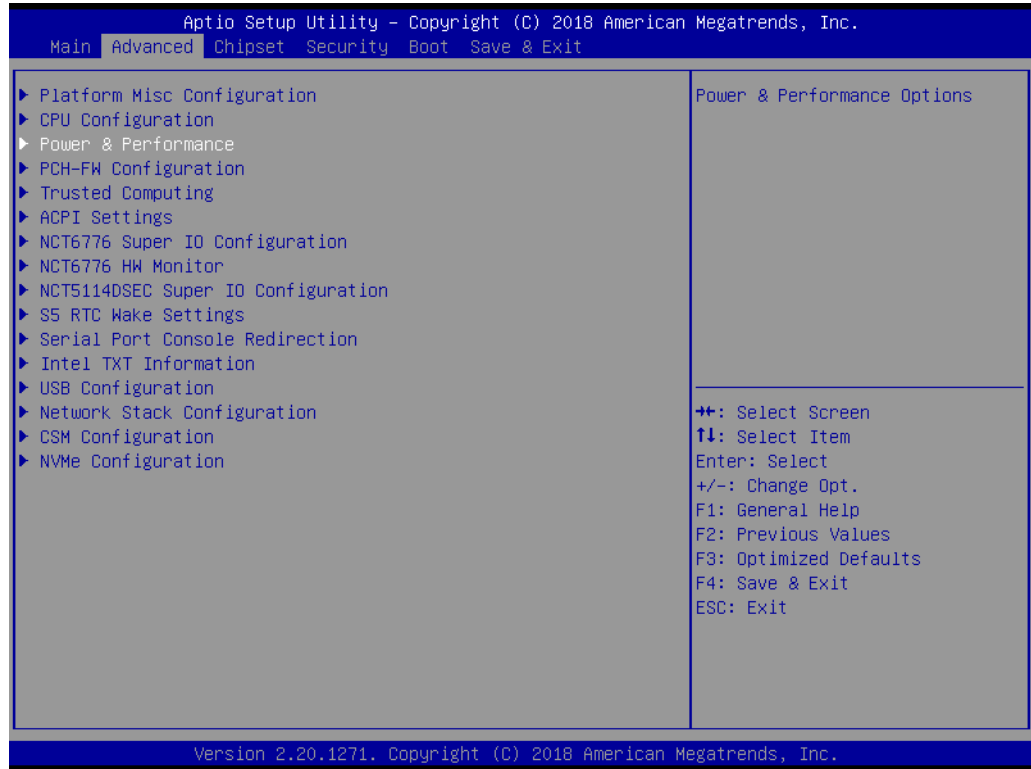 Aptio Setup Utility – Copyright (C) 2018 American Megatrends, Inc.
Main Advanced Chipset Security Boot Save & Exit
▶ Platform Misc Configuration
▶ CPU Configuration
▶ Power & Performance
▶ PCH-FW Configuration
▶ Trusted Computing
▶ ACPI Settings
▶ NCT6776 Super IO Configuration
▶ NCT6776 HW Monitor
▶ NCT5114DSEC Super IO Configuration
▶ S5 RTC Wake Settings
▶ Serial Port Console Redirection
▶ Intel TXT Information
▶ USB Configuration
▶ Network Stack Configuration
▶ CSM Configuration
▶ NVMe Configuration
Power & Performance Options
→←: Select Screen
↑↓: Select Item
Enter: Select
+/-: Change Opt.
F1: General Help
F2: Previous Values
F3: Optimized Defaults
F4: Save & Exit
ESC: Exit
Version 2.20.1271. Copyright (C) 2018 American Megatrends, Inc.